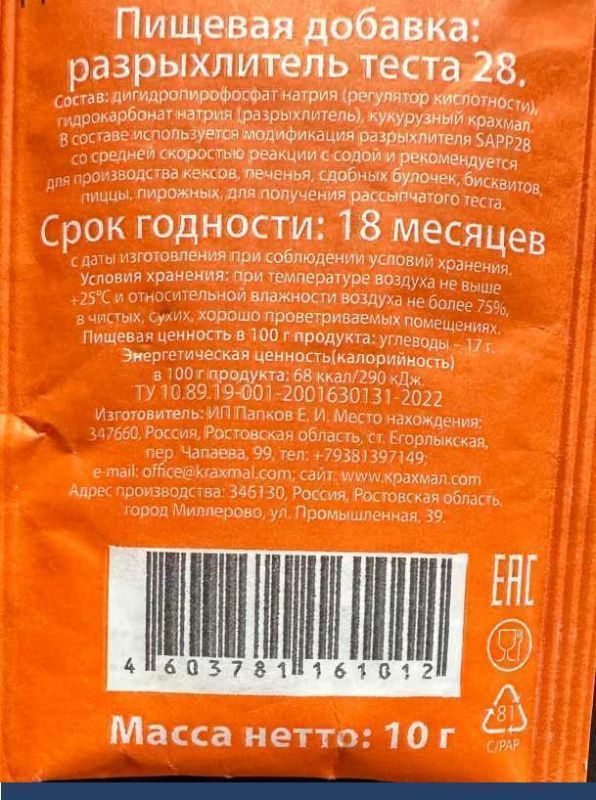 Пищевая добавка:
разрыхлитель теста 28.
Состав: дигидропирофосфат натрия (регулятор кислотности),
гидрокарбонат натрия (разрыхлитель), кукурузный крахмал.
В составе используется модификация разрыхлителя SAPP28
со средней скоростью реакции с содой и рекомендуется
для производства кексов, печенья, сдобных булочек, бисквитов,
пиццы, пирожных, для получения рассыпчатого теста.
Срок годности: 18 месяцев
с даты изготовления при соблюдении условий хранения.
Условия хранения: при температуре воздуха не выше
+25°С и относительной влажности воздуха не более 75%,
в чистых, сухих, хорошо проветриваемых помещениях.
Пищевая ценность в 100 г продукта: углеводы – 17 г.
Энергетическая ценность(калорийность)
в 100 г продукта: 68 ккал/290 кДж.
ТУ 10.89.19-001-2001630131-2022
Изготовитель: ИП Папков Е. И. Место нахождения:
347660, Россия, Ростовская область, ст. Егорлыкская,
пер. Чапаева, 99, тел: +79381397149
e-mail: office@kraxmal.com; сайт: www.крахмал.com
Адрес производства: 346130, Россия, Ростовская область,
город Миллерово, ул. Промышленная, 39.
EAC
4 603781 161012
81
C/PAP
Масса нетто: 10 г